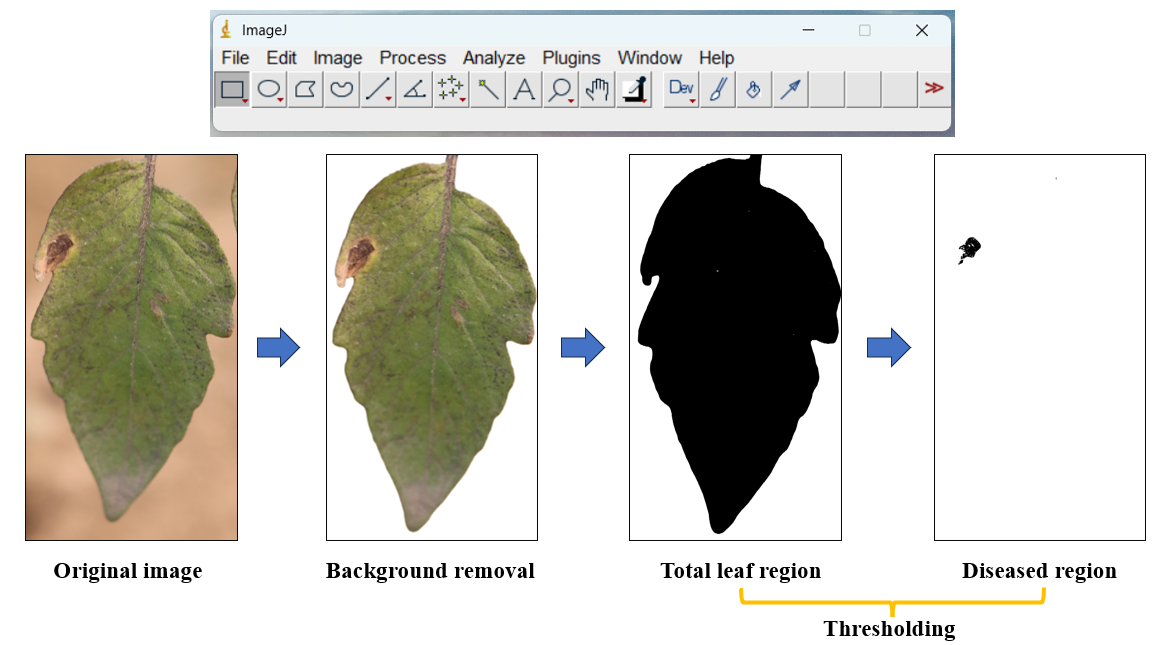 ImageJ
File Edit Image Process Analyze Plugins Window Help
A Dev >>
Original image Background removal Total leaf region Diseased region
Thresholding